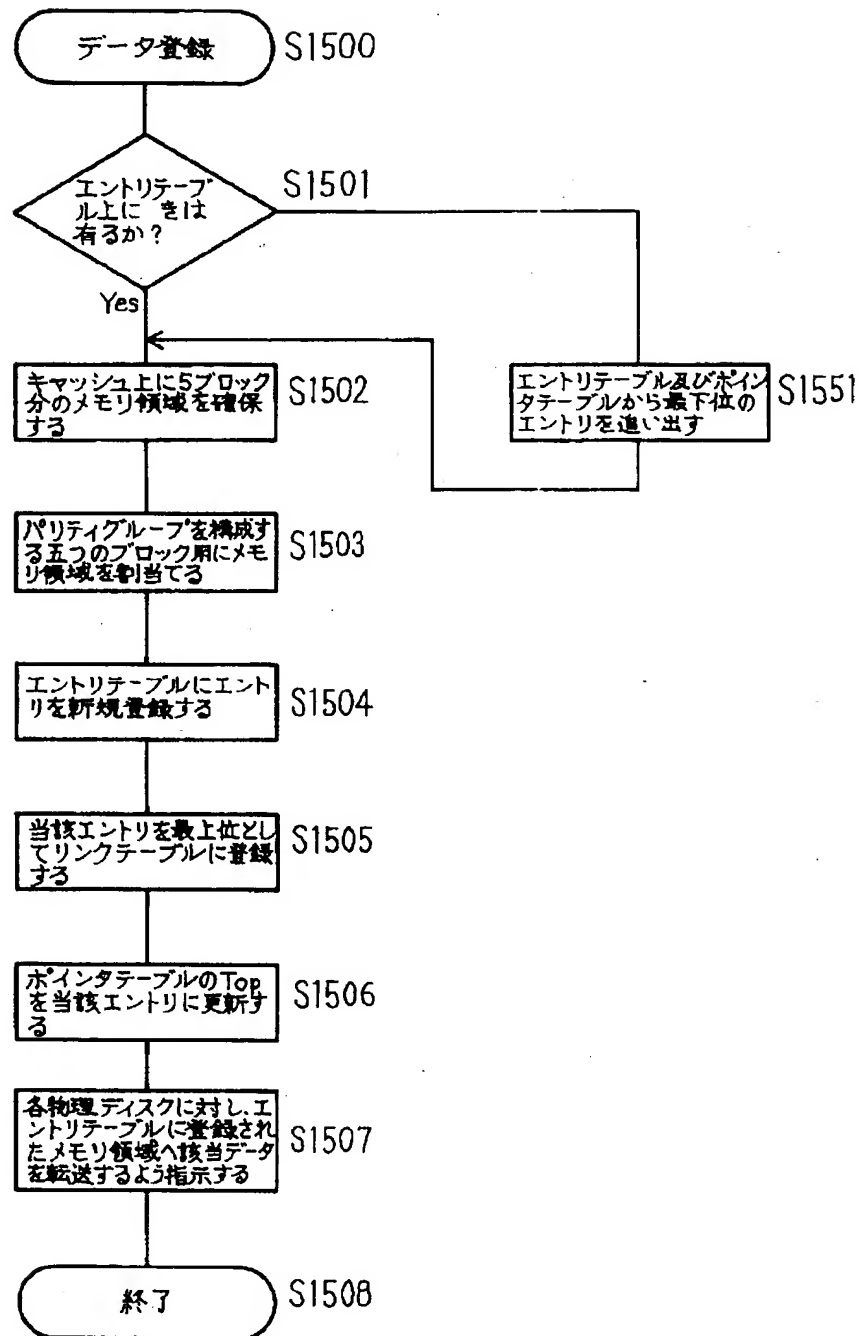 データ登録
S1500
エントリテーブ
ル上に きは
有るか?
S1501
Yes
キャッシュ上に5ブロック
分のメモリ領域を確保
する
S1502
エントリテーブル及びポイン
タテーブルから最下位の
エントリを追い出す
S1551
パリティグループを構成す
る五つのブロック用にメモ
リ領域を割当てる
S1503
エントリテーブルにエント
リを新規登録する
S1504
当該エントリを最上位とし
てリンクテーブルに登録
する
S1505
ポインタテーブルのTop
を当該エントリに更新す
る
S1506
各物理ディスクに対し、エ
ントリテーブルに登録され
たメモリ領域へ該当データ
を転送するよう指示する
S1507
終了
S1508